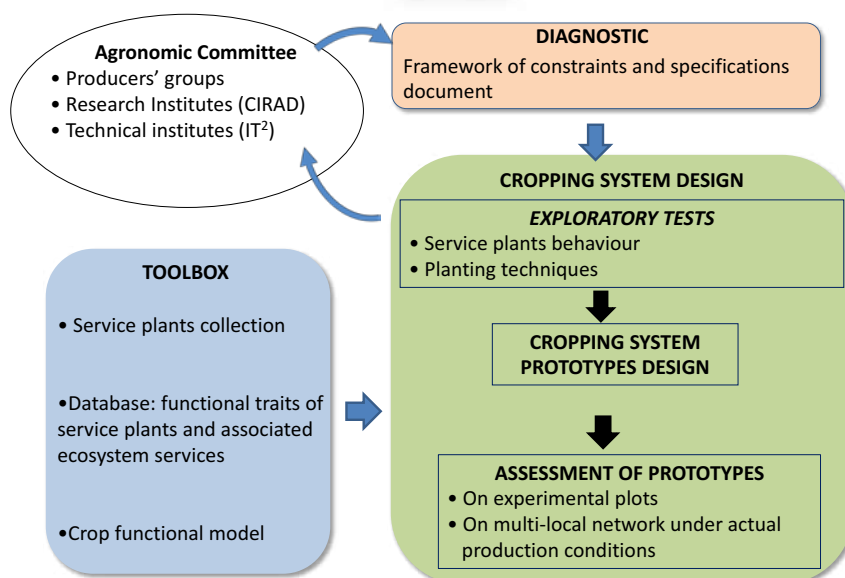 Agronomic Committee
• Producers' groups
• Research Institutes (CIRAD)
• Technical institutes (IT²)
DIAGNOSTIC
Framework of constraints and specifications
document
CROPPING SYSTEM DESIGN
EXPLORATORY TESTS
• Service plants behaviour
• Planting techniques
CROPPING SYSTEM
PROTOTYPES DESIGN
ASSESSMENT OF PROTOTYPES
• On experimental plots
• On multi-local network under actual
production conditions
TOOLBOX
• Service plants collection
•Database: functional traits of
service plants and associated
ecosystem services
•Crop functional model